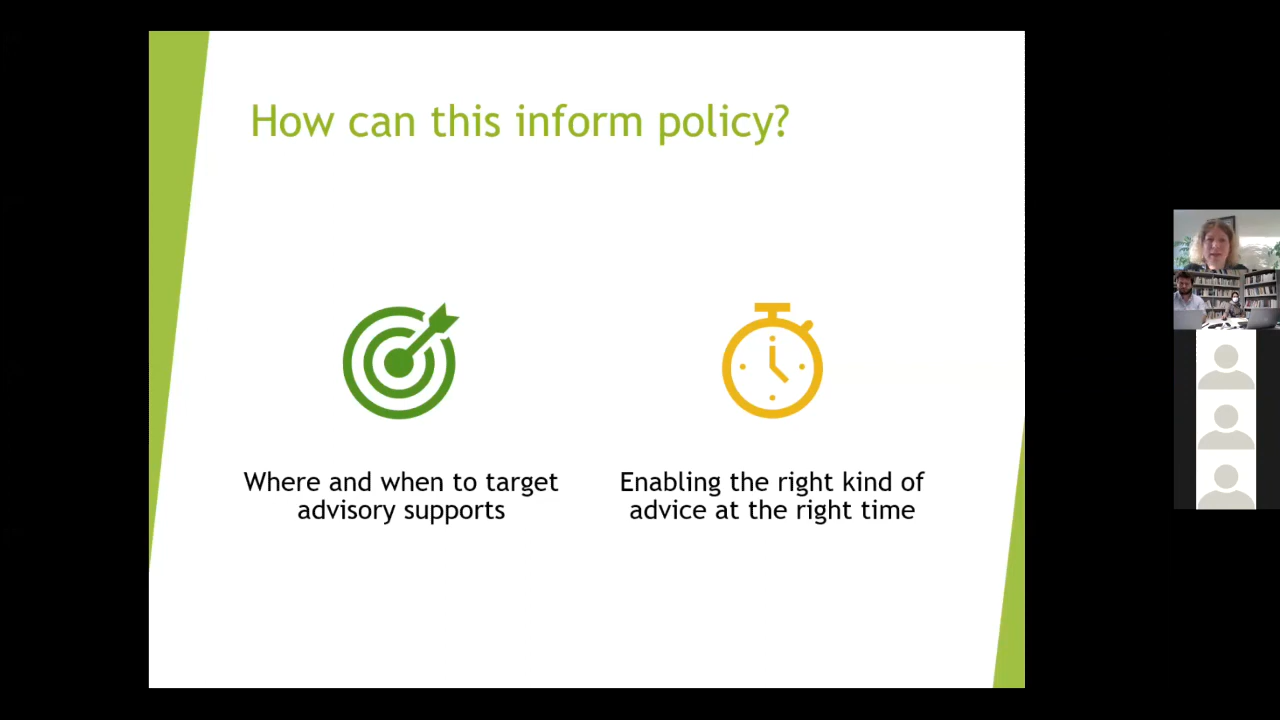 How can this inform policy?
Where and when to target
advisory supports
Enabling the right kind of
advice at the right time